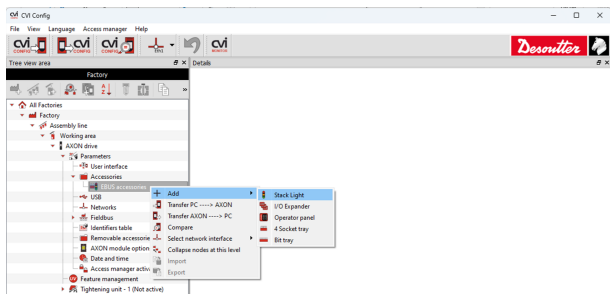 CVI Config
File View Language Access manager Help
CVI CONFIG CVI CONFIG CVI CONFIG ETH1 CVI Desoutter
Tree view area
Details
Factory
All Factories
Factory
Assembly line
Working area
AXON drive
Parameters
User interface
Accessories
EBUS accessories
USB
Networks
Fieldbus
Identifiers table
Removable accessorie
AXON module option
Date and time
Access manager activ
Feature management
Tightening unit - 1 (Not active)
Add
Transfer PC ----> AXON
Transfer AXON ----> PC
Compare
Select network interface
Collapse nodes at this level
Import
Export
Stack Light
I/O Expander
Operator panel
4 Socket tray
Bit tray